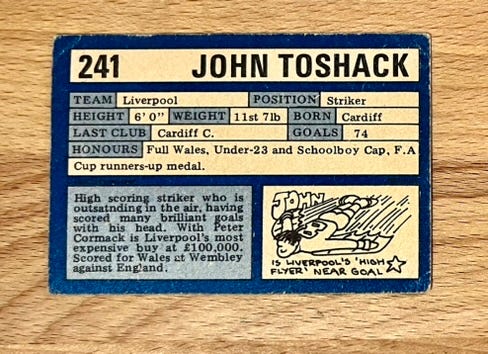 241 JOHN TOSHACK
TEAM Liverpool POSITION Striker
HEIGHT 6' 0" WEIGHT 11st 7lb BORN Cardiff
LAST CLUB Cardiff C. GOALS 74
HONOURS Full Wales, Under-23 and Schoolboy Cap, F.A
Cup runners-up medal.
High scoring striker who is
outsatnding in the air, having
scored many brilliant goals
with his head. With Peter
Cormack is Liverpool's most
expensive buy at £100,000.
Scored for Wales at Wembley
against England.
JOHN
IS LIVERPOOL'S 'HIGH
FLYER' NEAR GOAL